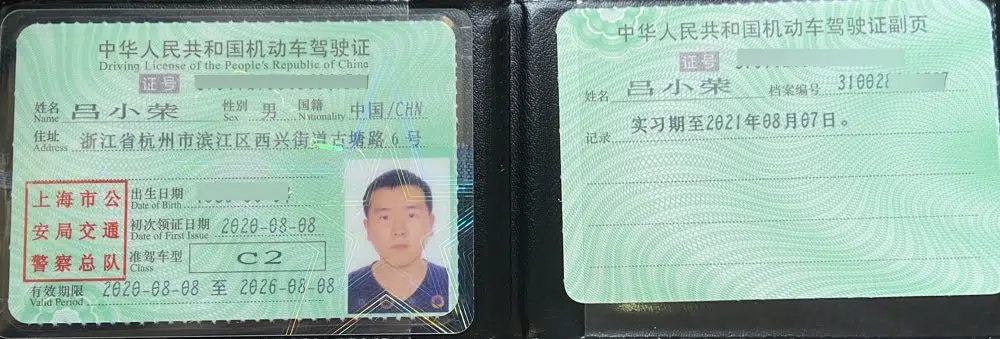 中华人民共和国机动车驾驶证
Driving License of the People's Republic of China
证号
姓名 吕小荣 性别 男 国籍 中国/CHN
Name Sex Nationality
住址 浙江省杭州市滨江区西兴街道古塘路6号
Address
上海市公
安局交通
警察总队
出生日期
Date of Birth
初次领证日期 2020-08-08
Date of First Issue
准驾车型 C2
Class
有效期限 2020-08-08 至 2026-08-08
Valid Period
中华人民共和国机动车驾驶证副页
证号
姓名 吕小荣 档案编号 310028
记录 实习期至2021年08月07日。